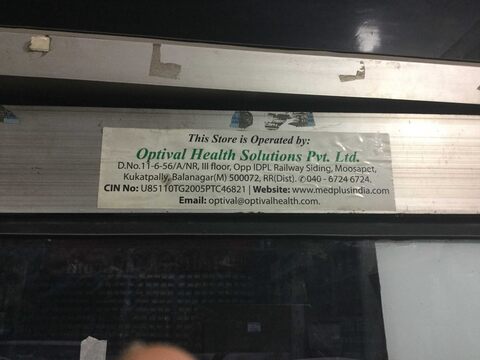 This Store is Operated by:
Optival Health Solutions Pvt. Ltd.
D.No.11-6-56/A/NR, III floor, Opp IDPL Railway Siding, Moosapet,
Kukatpally, Balanagar(M) 500072, RR(Dist). ✆040 - 6724 6724.
CIN No: U85110TG2005PTC46821 | Website: www.medplusindia.com
Email: optival@optivalhealth.com.